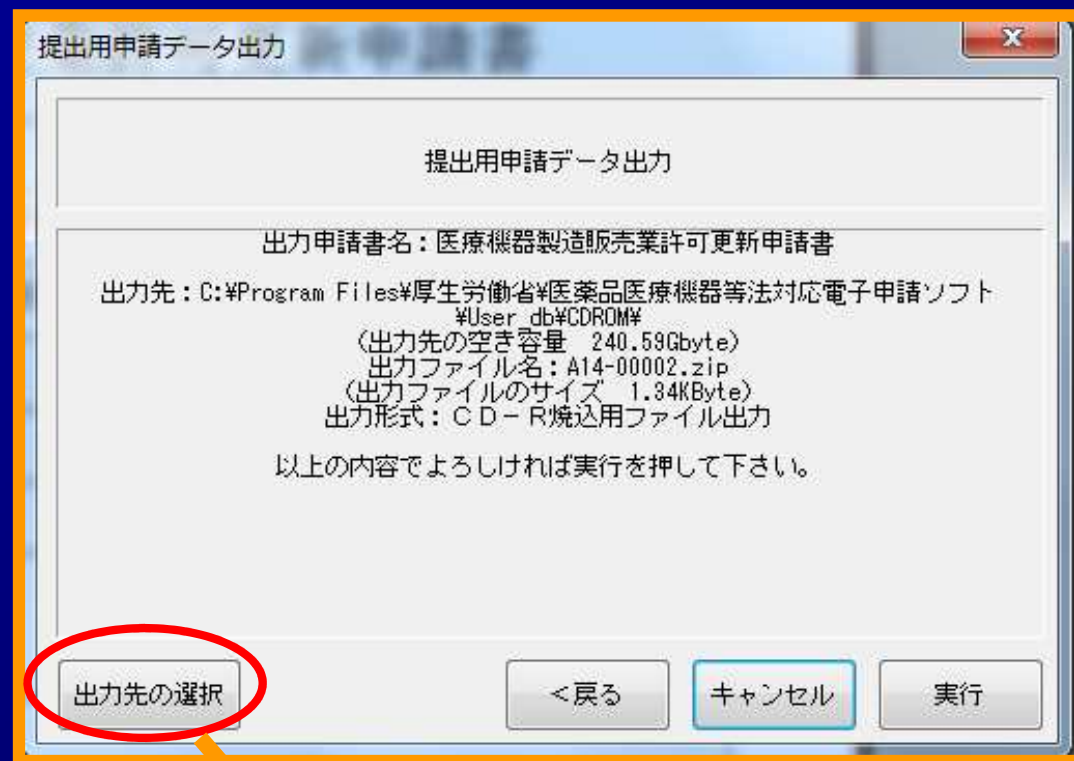 提出用申請データ出力
提出用申請データ出力
出力申請書名：医療機器製造販売業許可更新申請書
出力先：C:¥Program Files¥厚生労働省¥医薬品医療機器等法対応電子申請ソフト
¥User_db¥CDROM¥
（出力先の空き容量　240.59Gbyte）
出力ファイル名：A14-00002.zip
（出力ファイルのサイズ　1.34KByte）
出力形式：ＣＤ－Ｒ焼込用ファイル出力
以上の内容でよろしければ実行を押して下さい。
出力先の選択
<戻る
キャンセル
実行